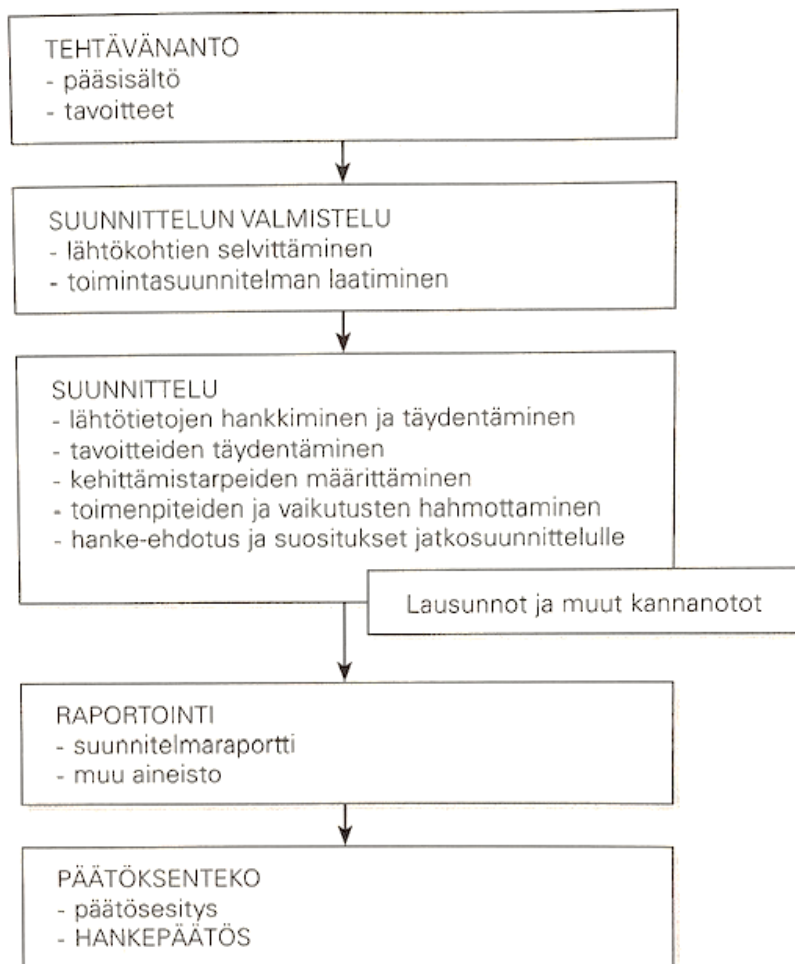 TEHTÄVÄNANTO
- pääsisältö
- tavoitteet
SUUNNITTELUN VALMISTELU
- lähtökohtien selvittäminen
- toimintasuunnitelman laatiminen
SUUNNITTELU
- lähtötietojen hankkiminen ja täydentäminen
- tavoitteiden täydentäminen
- kehittämistarpeiden määrittäminen
- toimenpiteiden ja vaikutusten hahmottaminen
- hanke-ehdotus ja suositukset jatkosuunnittelulle
Lausunnot ja muut kannanotot
RAPORTOINTI
- suunnitelmaraportti
- muu aineisto
PÄÄTÖKSENTEKO
- päätösesitys
- HANKEPÄÄTÖS